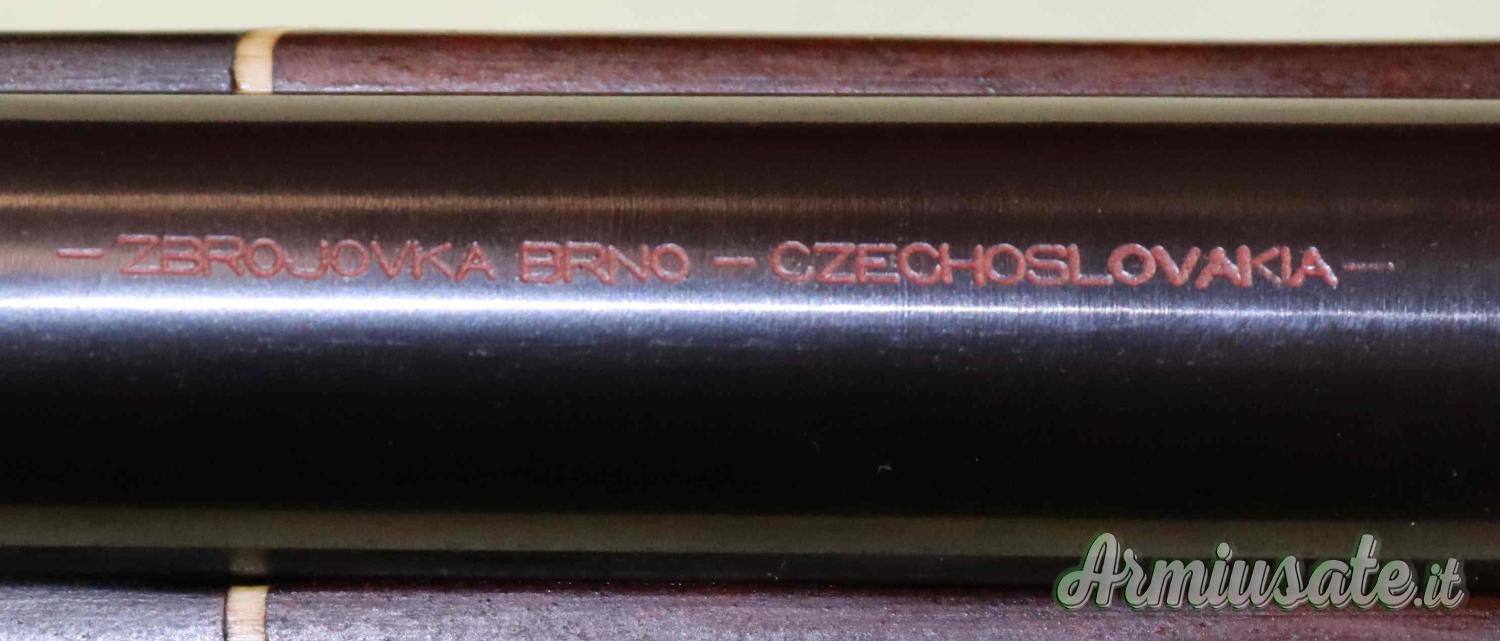 – ZBROJOVKA BRNO – CZECHOSLOVAKIA –
Armiusate.it